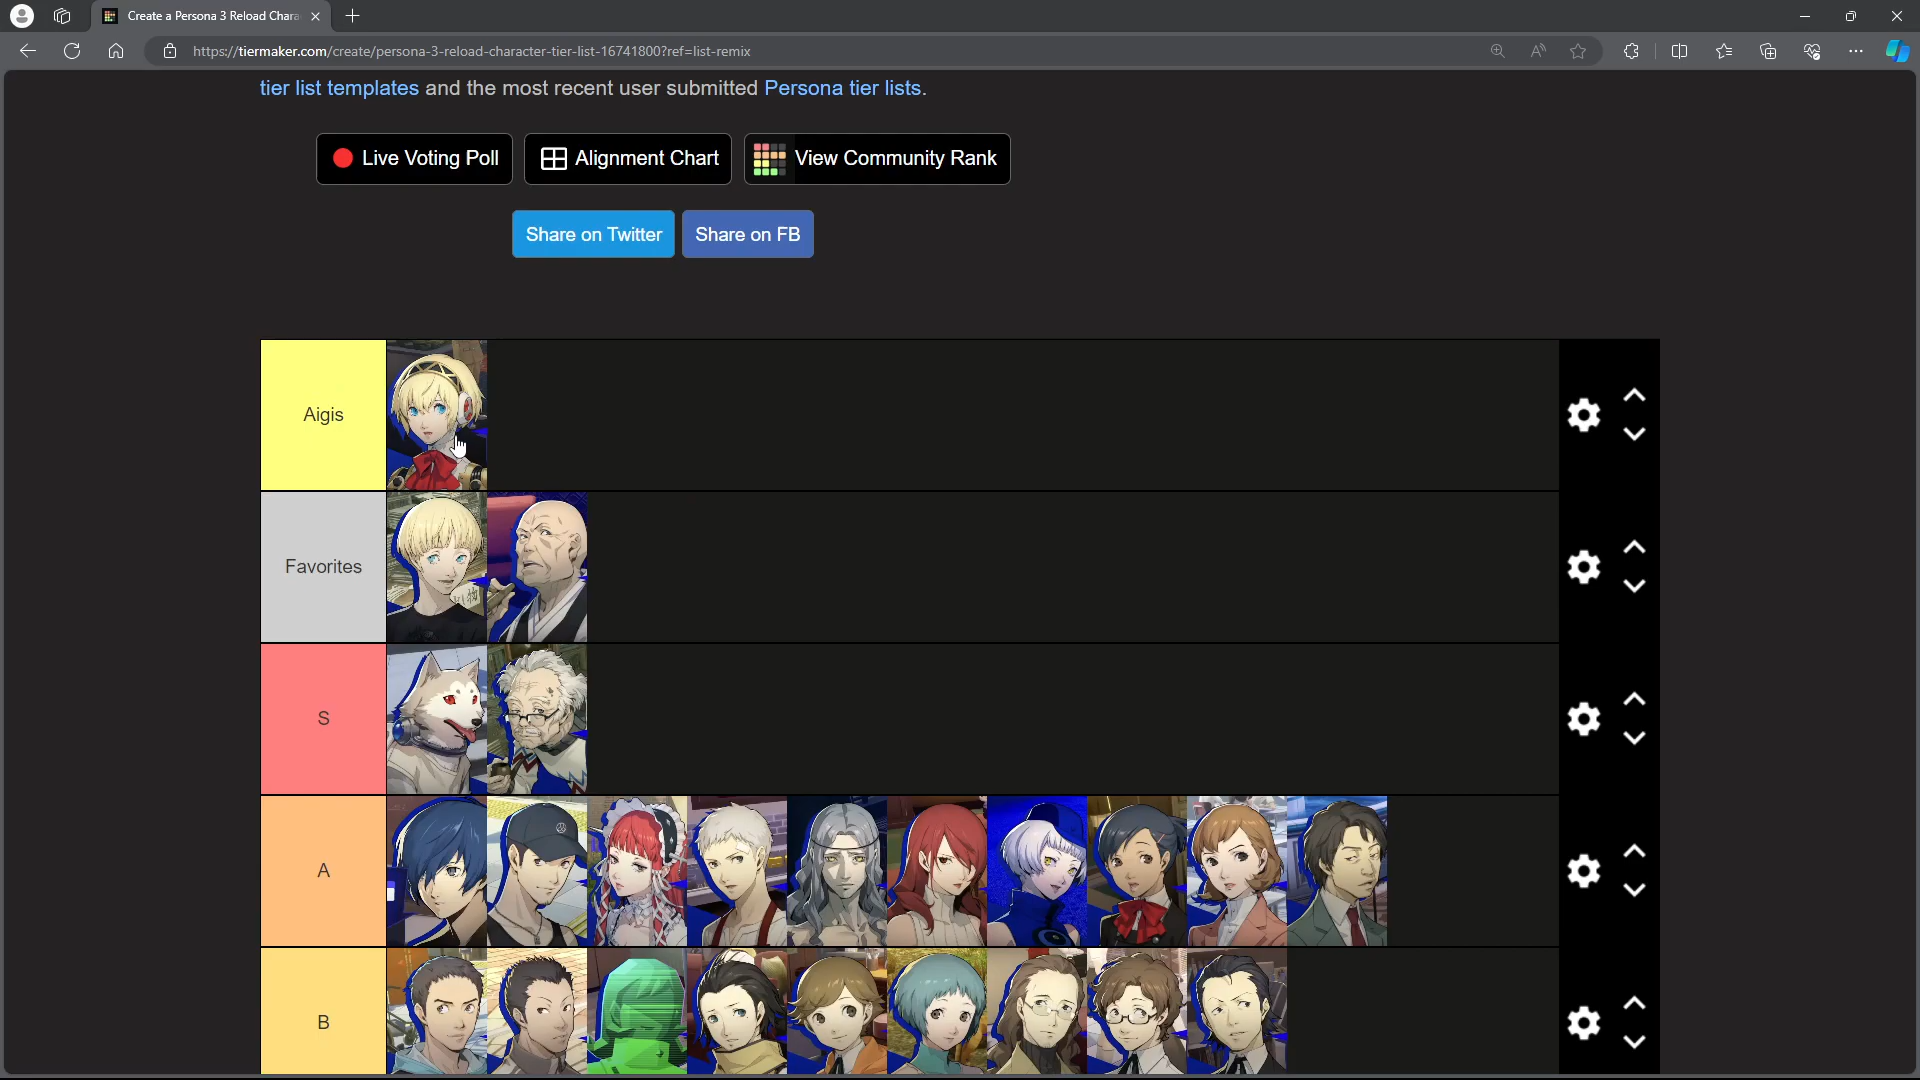 Create a Persona 3 Reload Chara
https://tiermaker.com/create/persona-3-reload-character-tier-list-16741800?ref=list-remix
tier list templates and the most recent user submitted Persona tier lists.
Live Voting Poll
Alignment Chart
View Community Rank
Share on Twitter
Share on FB
Aigis
Favorites
S
A
B